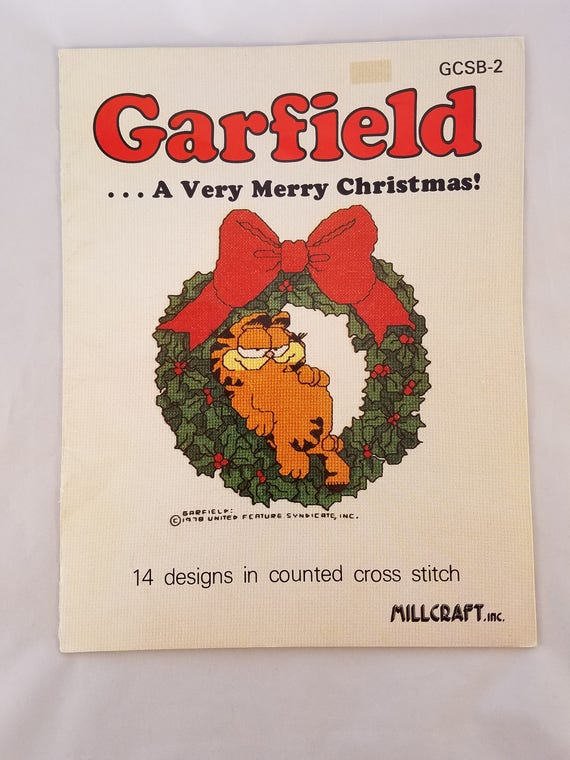 GCSB-2
Garfield
...A Very Merry Christmas!
GARFIELD:
©1978 UNITED FEATURE SYNDICATE, INC.
14 designs in counted cross stitch
MILLCRAFT, inc.